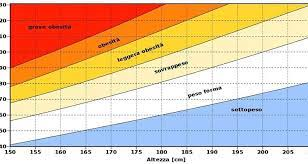 grave obesità
obesità
leggera obesità
sovrappeso
peso forma
sottopeso
150 155 160 165 170 175 180 185 190 195 200 205
Altezza [cm]